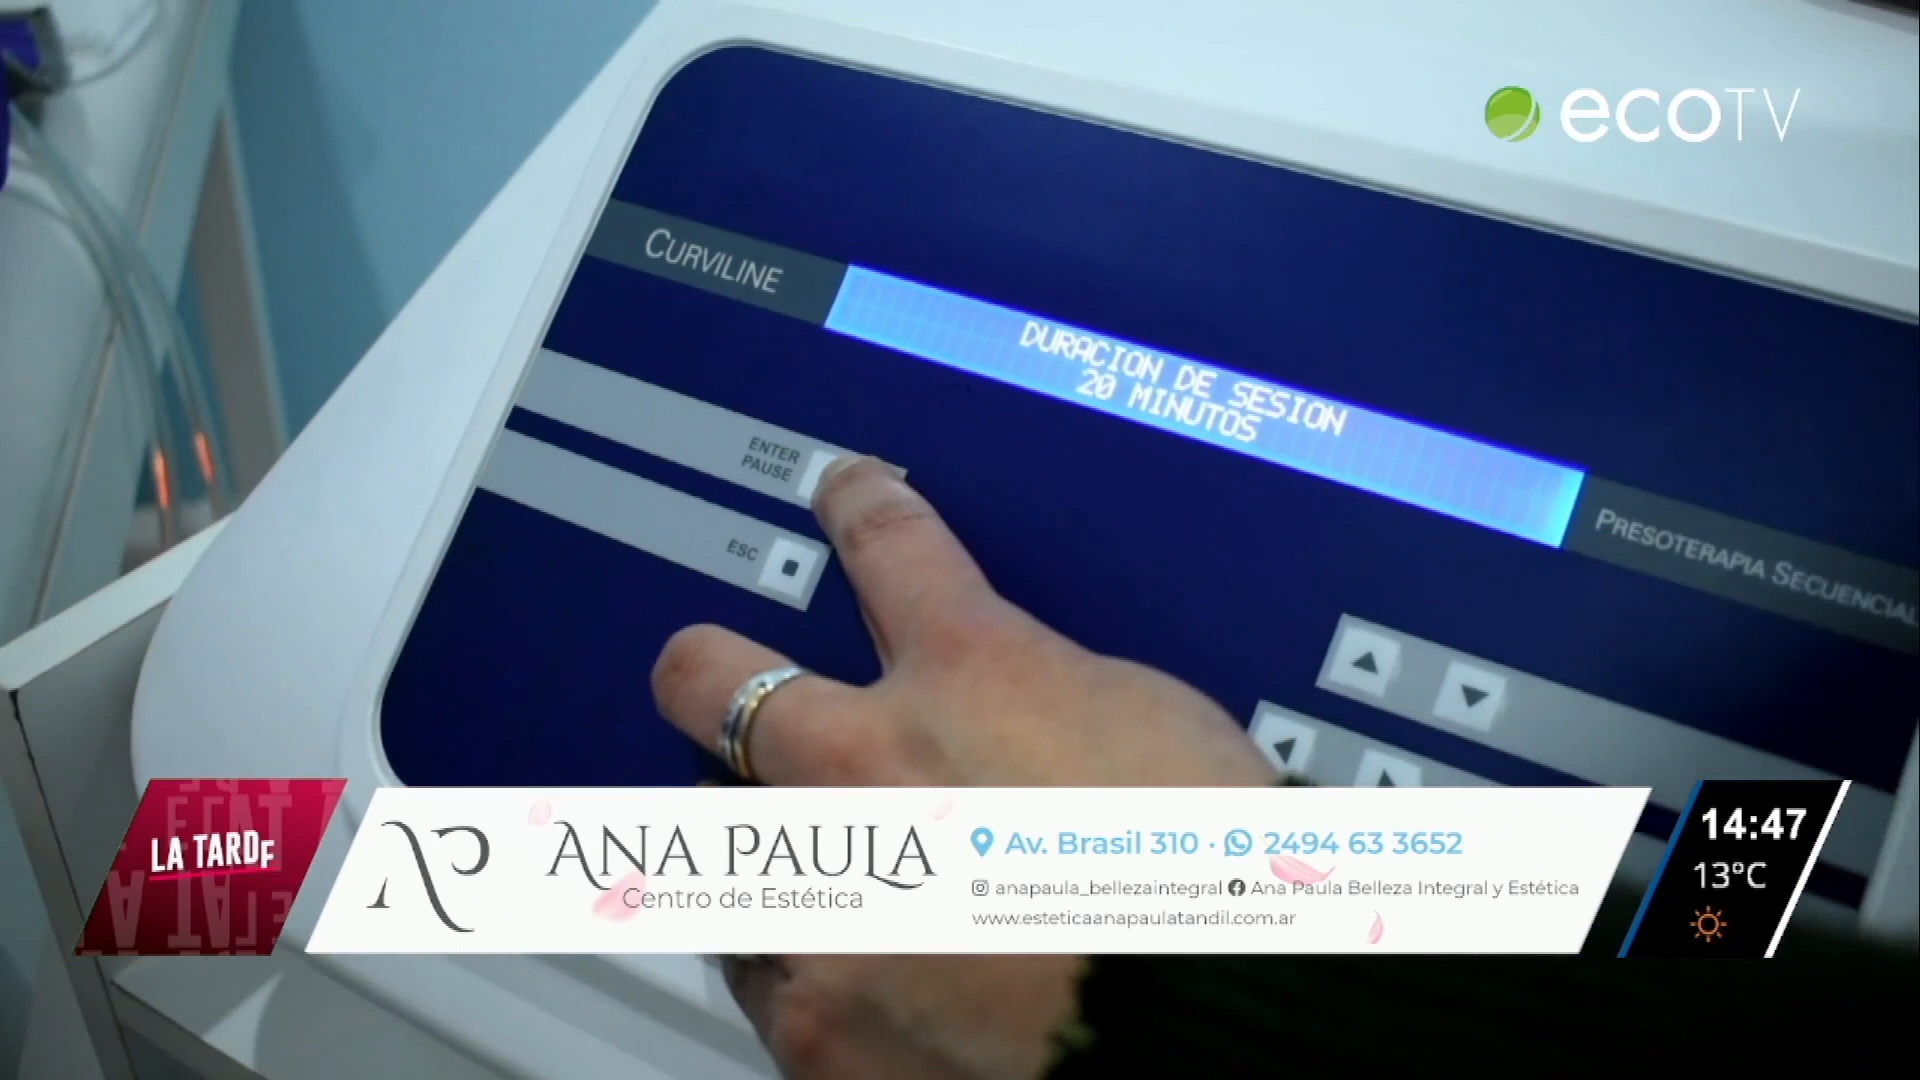 ecoTV
CURVILINE
DURACION DE SESION
20 MINUTOS
ENTER
PAUSE
ESC
PRESOTERAPIA SECUENCIAL
LA TARDE
ANA PAULA
Centro de Estética
Av. Brasil 310 · 2494 63 3652
anapaula_bellezaintegral Ana Paula Belleza Integral y Estética
www.esteticaanapaulatandil.com.ar
14:47
13°C